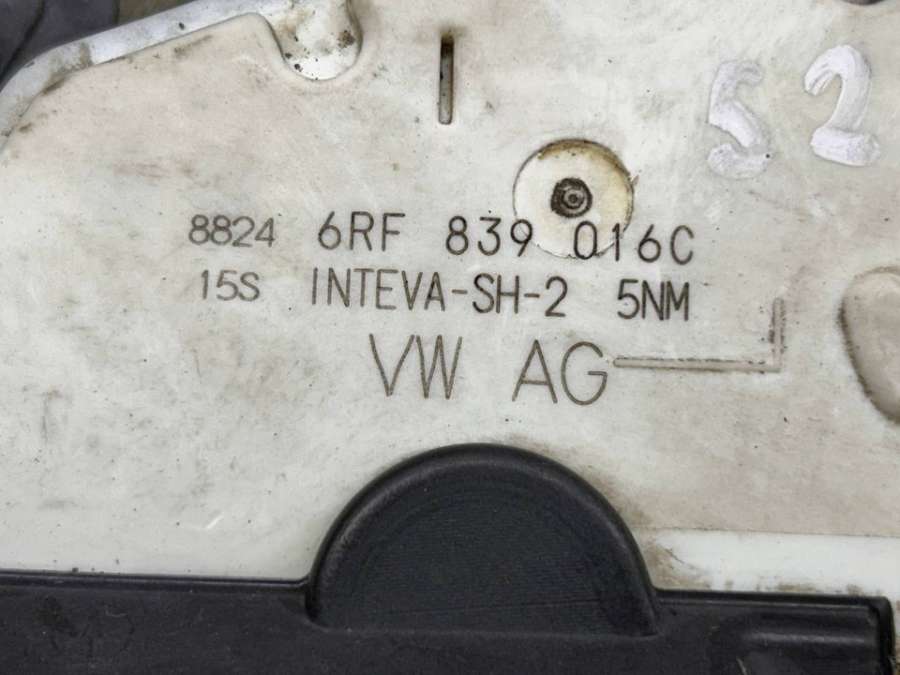 52
8824 6RF 839 016C
15S INTEVA-SH-2 5NM
VW AG